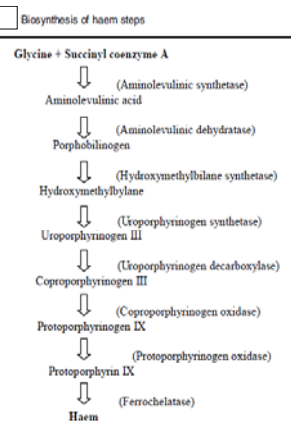 Biosynthesis of haem steps
Glycine + Succinyl coenzyme A
(Aminolevulinic synthetase)
Aminolevulinic acid
(Aminolevulinic dehydratase)
Porphobilinogen
(Hydroxymethylbilane synthetase)
Hydroxymethylbylane
(Uroporphyrinogen synthetase)
Uroporphyrinogen III
(Uroporphyrinogen decarboxylase)
Coproporphyrinogen III
(Coproporphyrinogen oxidase)
Protoporphyrinogen IX
(Protoporphyrinogen oxidase)
Protoporphyrin IX
(Ferrochelatase)
Haem